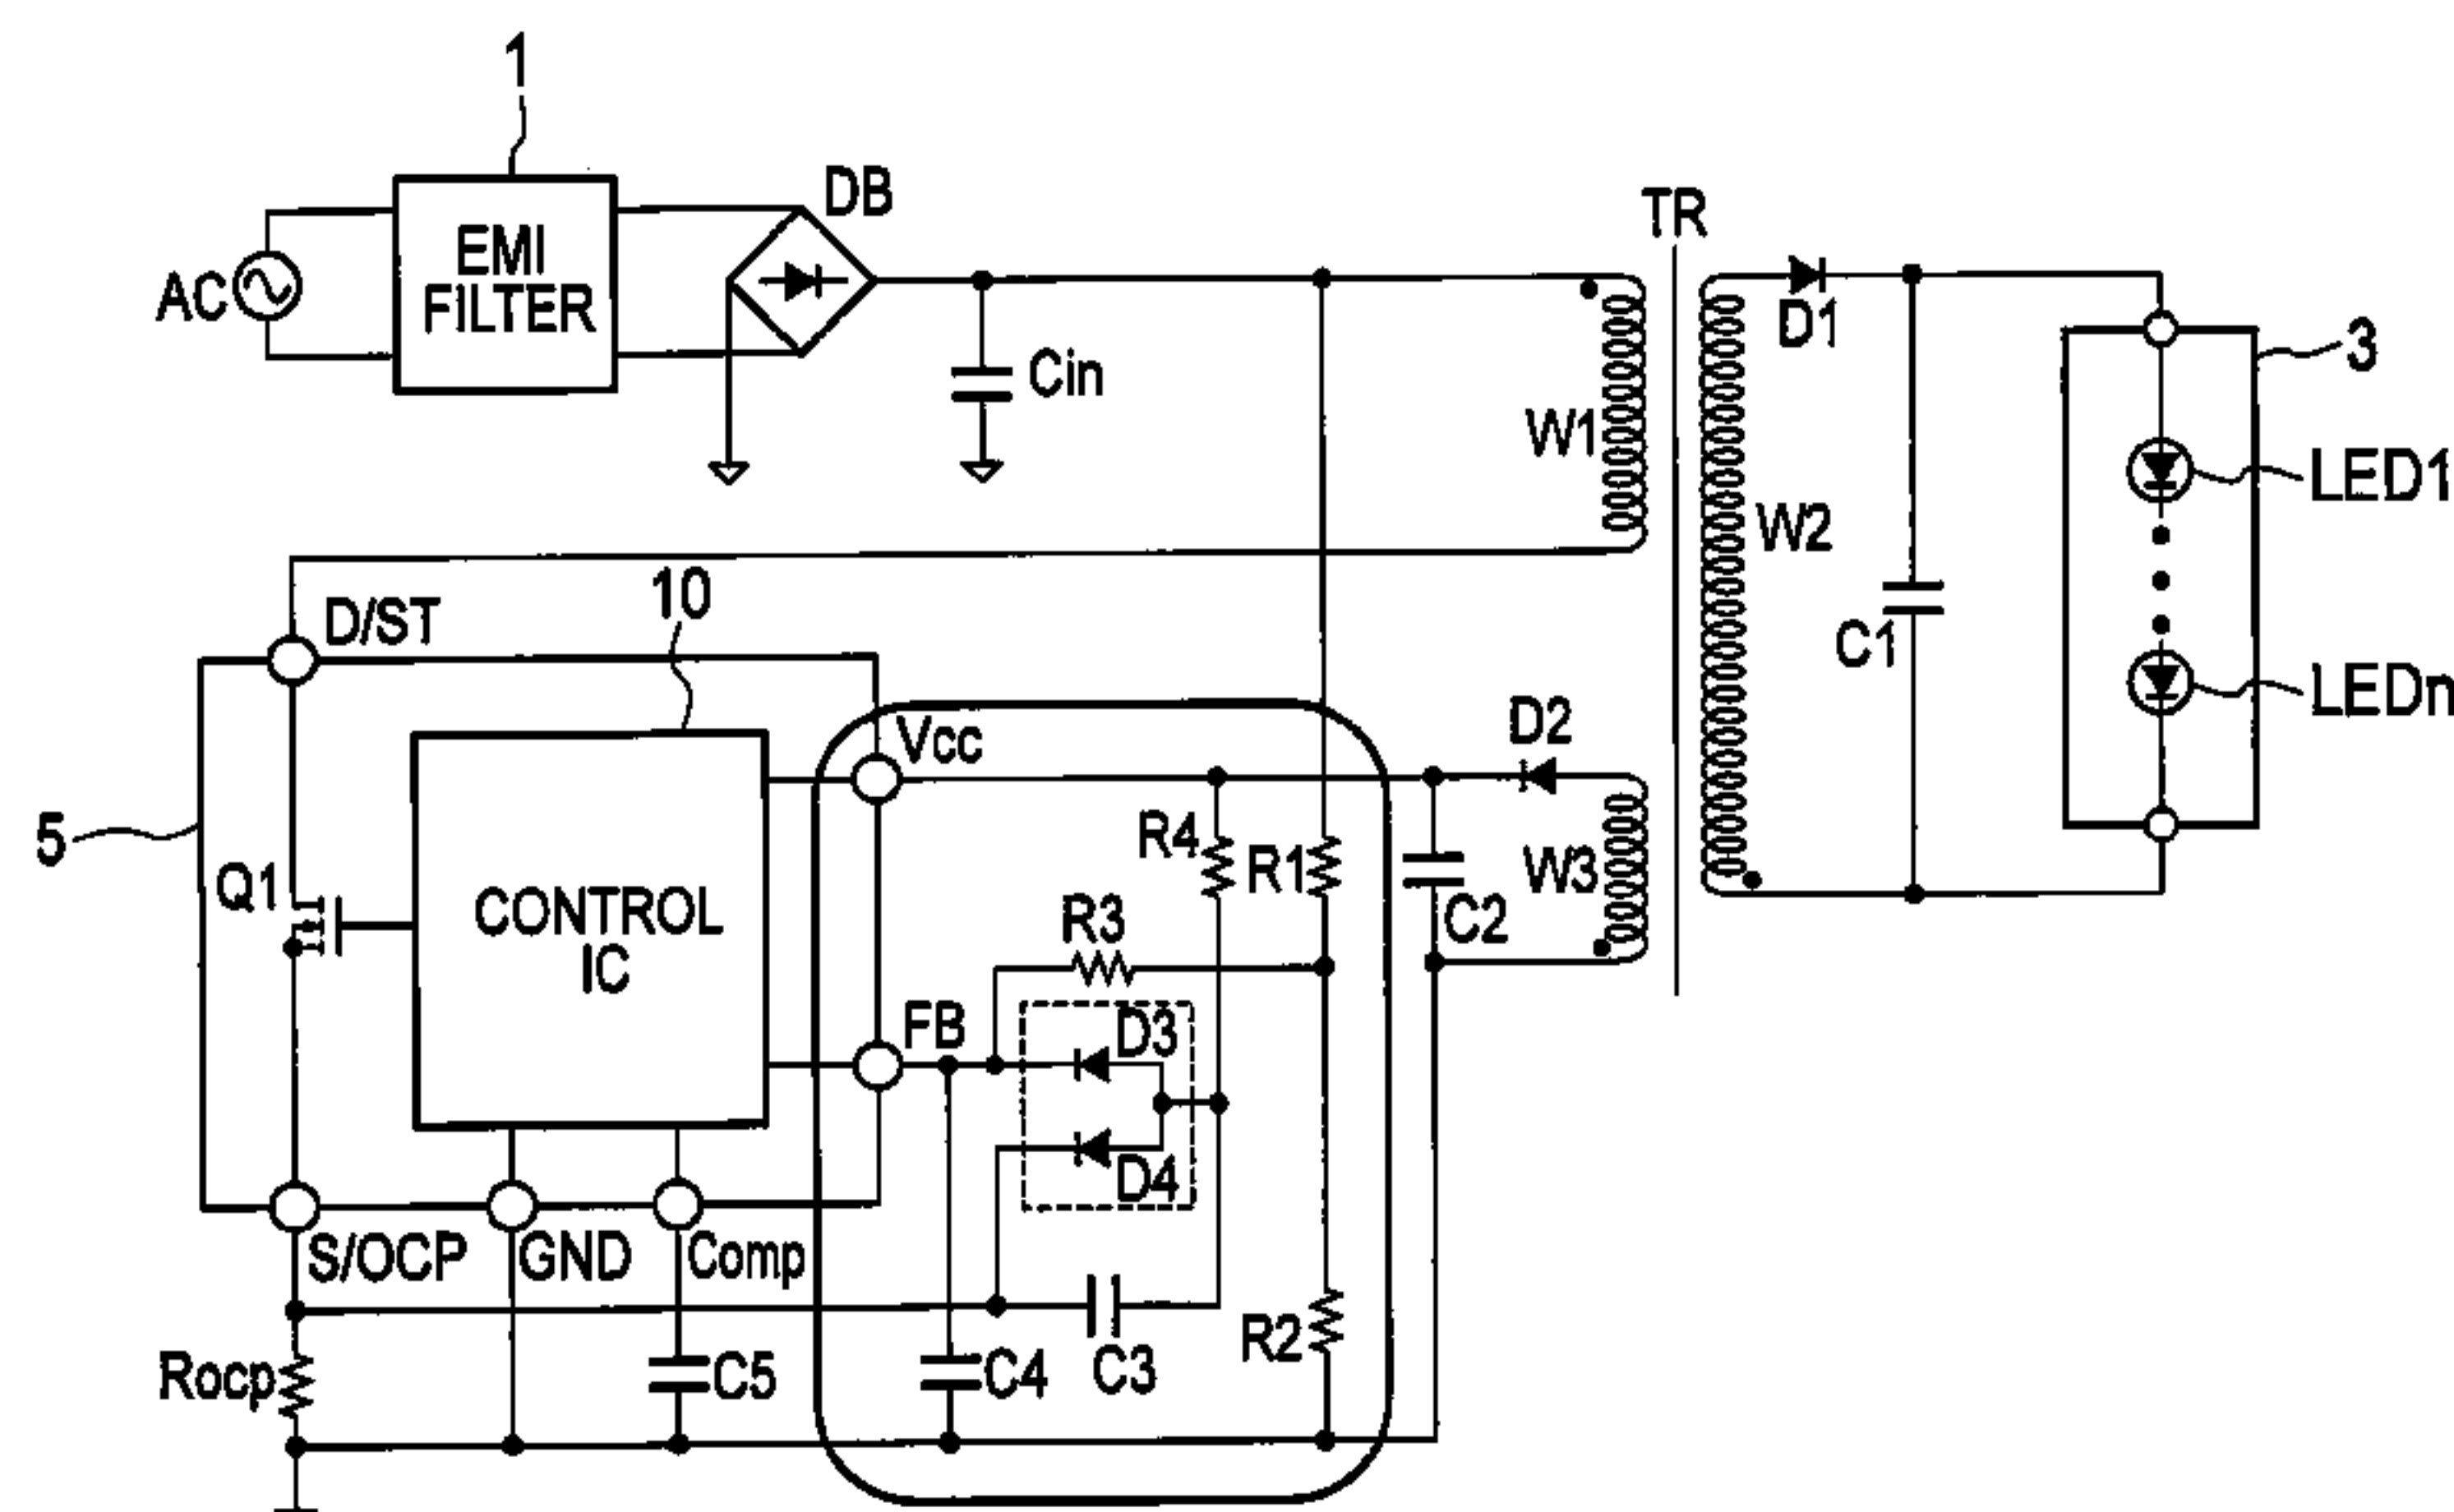 1
DB
TR
EMI
FILTER
AC
D1
3
Cin
W1
LED1
W2
10
D/ST
C1
LEDn
Vcc
D2
5
R4
R1
W3
Q1
CONTROL
IC
R3
C2
FB
D3
D4
S/OCP
GND
Comp
R2
Rocp
C5
C4
C3